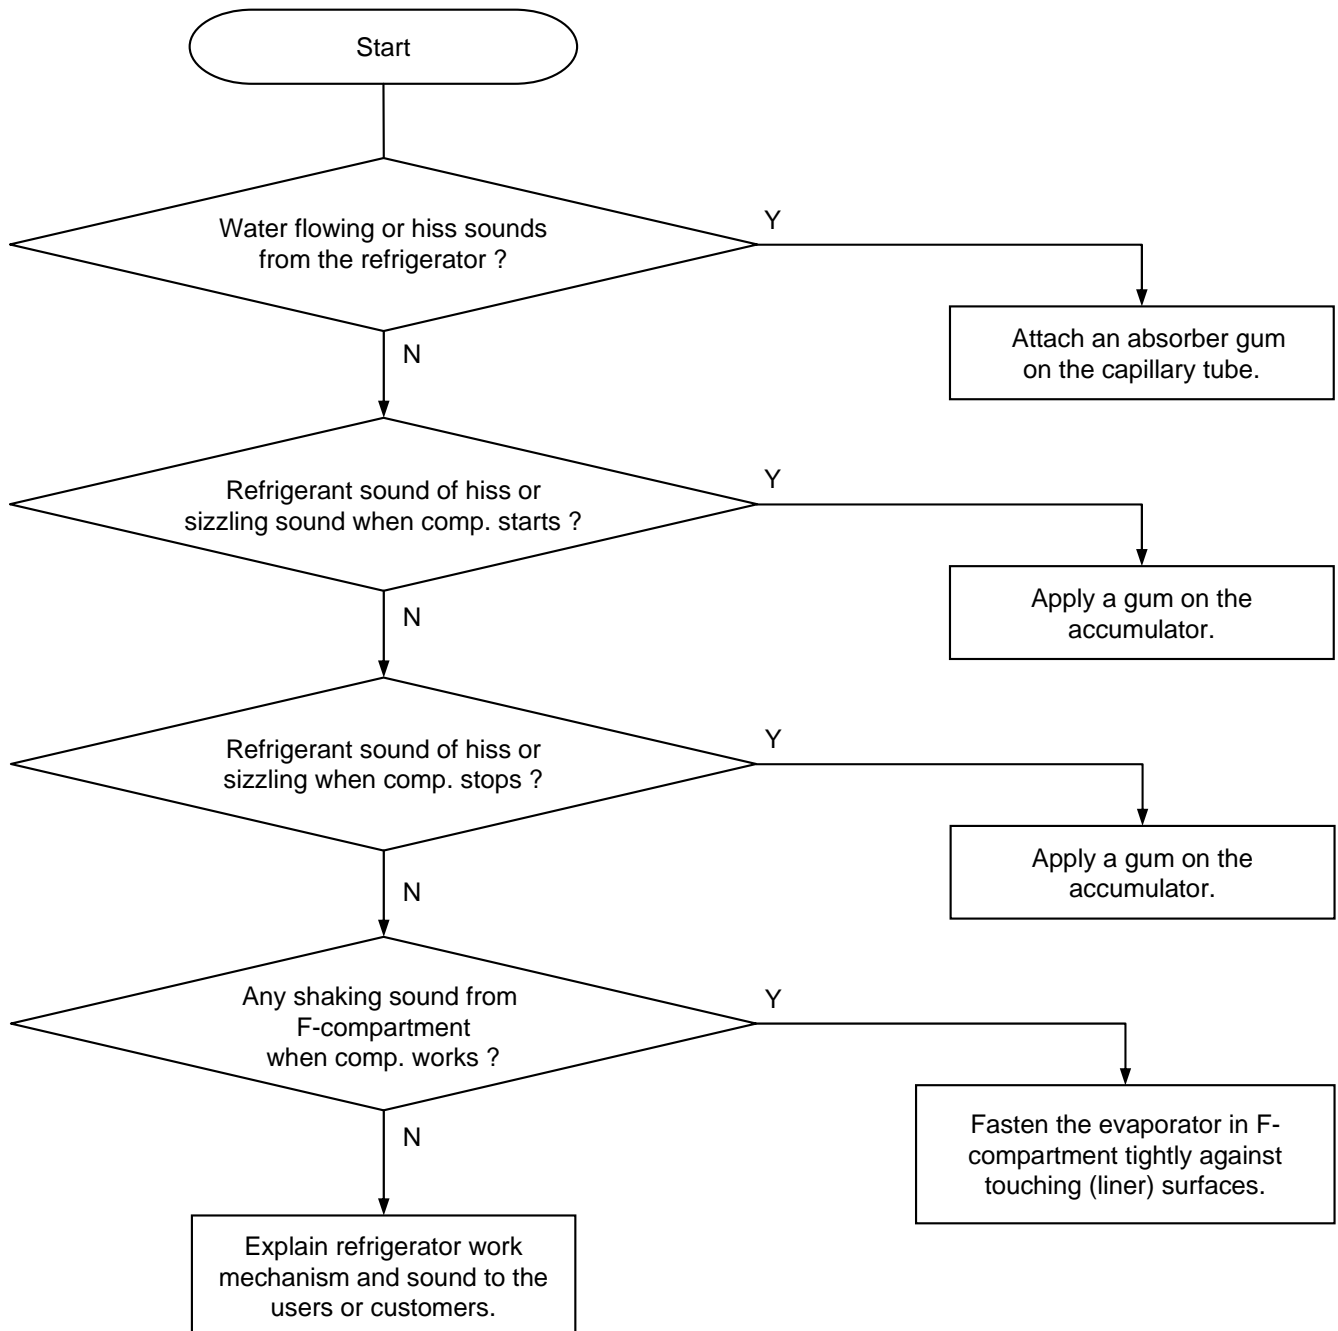 Start
Water flowing or hiss sounds
from the refrigerator ?
Y
Attach an absorber gum
on the capillary tube.
N
Refrigerant sound of hiss or
sizzling sound when comp. starts ?
Y
Apply a gum on the
accumulator.
N
Refrigerant sound of hiss or
sizzling when comp. stops ?
Y
Apply a gum on the
accumulator.
N
Any shaking sound from
F-compartment
when comp. works ?
Y
Fasten the evaporator in F-
compartment tightly against
touching (liner) surfaces.
N
Explain refrigerator work
mechanism and sound to the
users or customers.